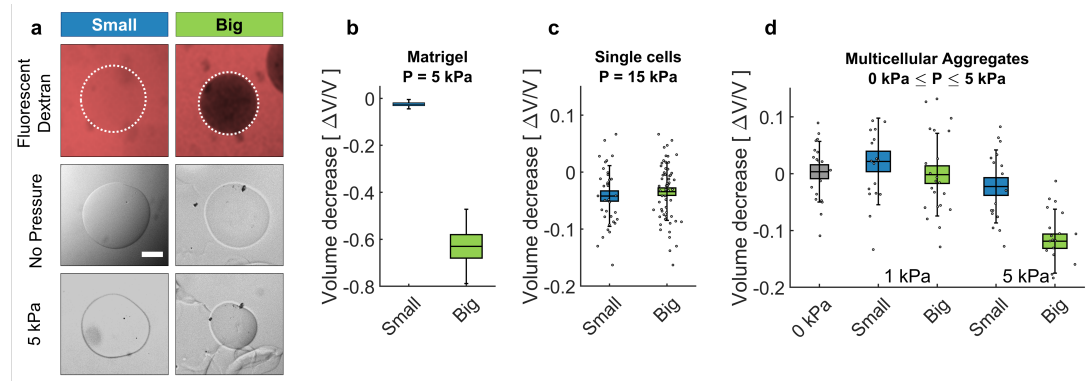 a
Small
Big
Fluorescent
Dextran
No Pressure
5 kPa
b
Matrigel
P = 5 kPa
Volume decrease [ ΔV/V ]
0
-0.2
-0.4
-0.6
-0.8
Small
Big
c
Single cells
P = 15 kPa
Volume decrease [ ΔV/V ]
0.1
0
-0.1
-0.2
Small
Big
d
Multicellular Aggregates
0 kPa ≤ P ≤ 5 kPa
Volume decrease [ ΔV/V ]
0.1
0
-0.1
-0.2
1 kPa
5 kPa
0 kPa
Small
Big
Small
Big